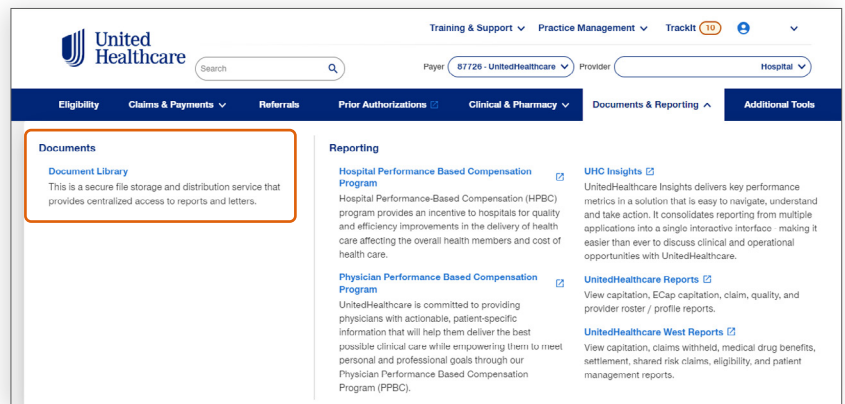 United
Healthcare
Training & Support
Practice Management
TrackIt 10
Search
Payer
87726 - UnitedHealthcare
Provider
Hospital
Eligibility
Claims & Payments
Referrals
Prior Authorizations
Clinical & Pharmacy
Documents & Reporting
Additional Tools
Documents
Document Library
This is a secure file storage and distribution service that
provides centralized access to reports and letters.
Reporting
Hospital Performance Based Compensation
Program
Hospital Performance-Based Compensation (HPBC)
program provides an incentive to hospitals for quality
and efficiency improvements in the delivery of health
care affecting the overall health members and cost of
health care.
Physician Performance Based Compensation
Program
UnitedHealthcare is committed to providing
physicians with actionable, patient-specific
information that will help them deliver the best
possible clinical care while empowering them to meet
personal and professional goals through our
Physician Performance Based Compensation
Program (PPBC).
UHC Insights
UnitedHealthcare Insights delivers key performance
metrics in a solution that is easy to navigate, understand
and take action. It consolidates reporting from multiple
applications into a single interactive interface - making it
easier than ever to discuss clinical and operational
opportunities with UnitedHealthcare.
UnitedHealthcare Reports
View capitation, ECap capitation, claim, quality, and
provider roster / profile reports.
UnitedHealthcare West Reports
View capitation, claims withheld, medical drug benefits,
settlement, shared risk claims, eligibility, and patient
management reports.